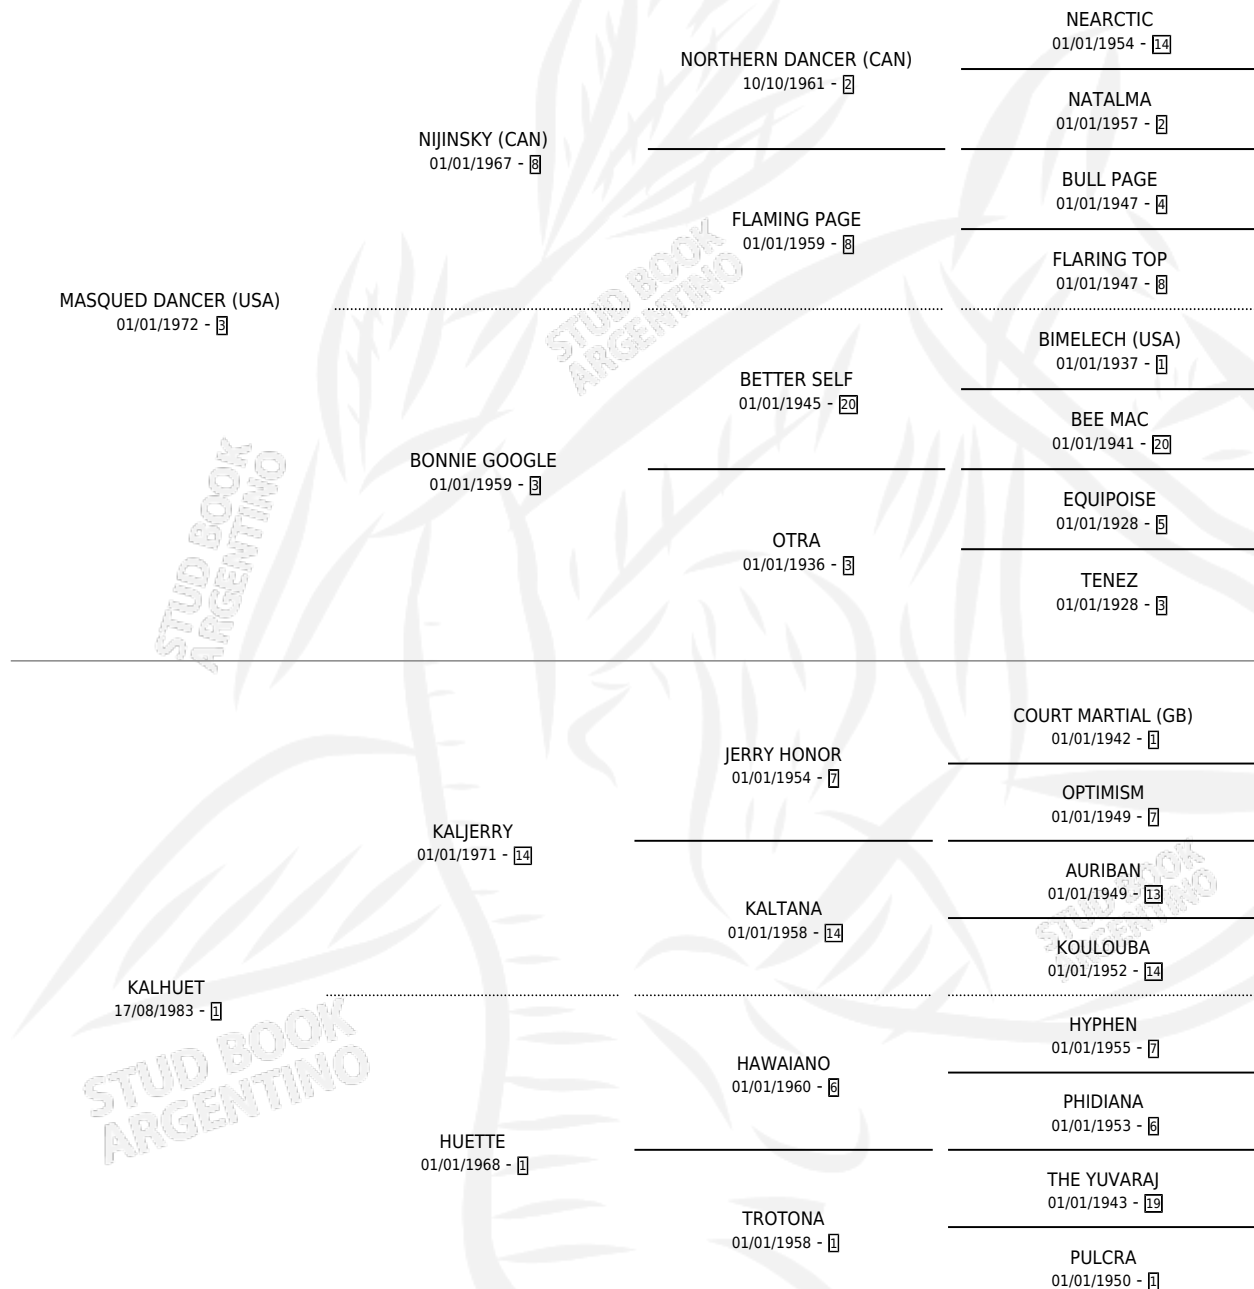 NEARCTIC
01/01/1954 - 14
NORTHERN DANCER (CAN)
10/10/1961 - 2
NATALMA
01/01/1957 - 2
NIJINSKY (CAN)
01/01/1967 - 8
BULL PAGE
01/01/1947 - 4
FLAMING PAGE
01/01/1959 - 8
FLARING TOP
01/01/1947 - 8
MASQUED DANCER (USA)
01/01/1972 - 3
STUD BOOK
ARGENTINO
BIMELECH (USA)
01/01/1937 - 1
BETTER SELF
01/01/1945 - 20
BEE MAC
01/01/1941 - 20
BONNIE GOOGLE
01/01/1959 - 3
EQUIPOISE
01/01/1928 - 5
OTRA
01/01/1936 - 3
TENEZ
01/01/1928 - 3
STUD BOOK
ARGENTINO
COURT MARTIAL (GB)
01/01/1942 - 1
JERRY HONOR
01/01/1954 - 7
OPTIMISM
01/01/1949 - 7
KALJERRY
01/01/1971 - 14
AURIBAN
01/01/1949 - 13
KALTANA
01/01/1958 - 14
KOULOUBA
01/01/1952 - 14
STUD BOOK
ARGENTINO
KALHUET
17/08/1983 - 1
HYPHEN
01/01/1955 - 7
HAWAIANO
01/01/1960 - 6
PHIDIANA
01/01/1953 - 6
STUD BOOK
ARGENTINO
HUETTE
01/01/1968 - 1
THE YUVARAJ
01/01/1943 - 19
TROTONA
01/01/1958 - 1
PULCRA
01/01/1950 - 1